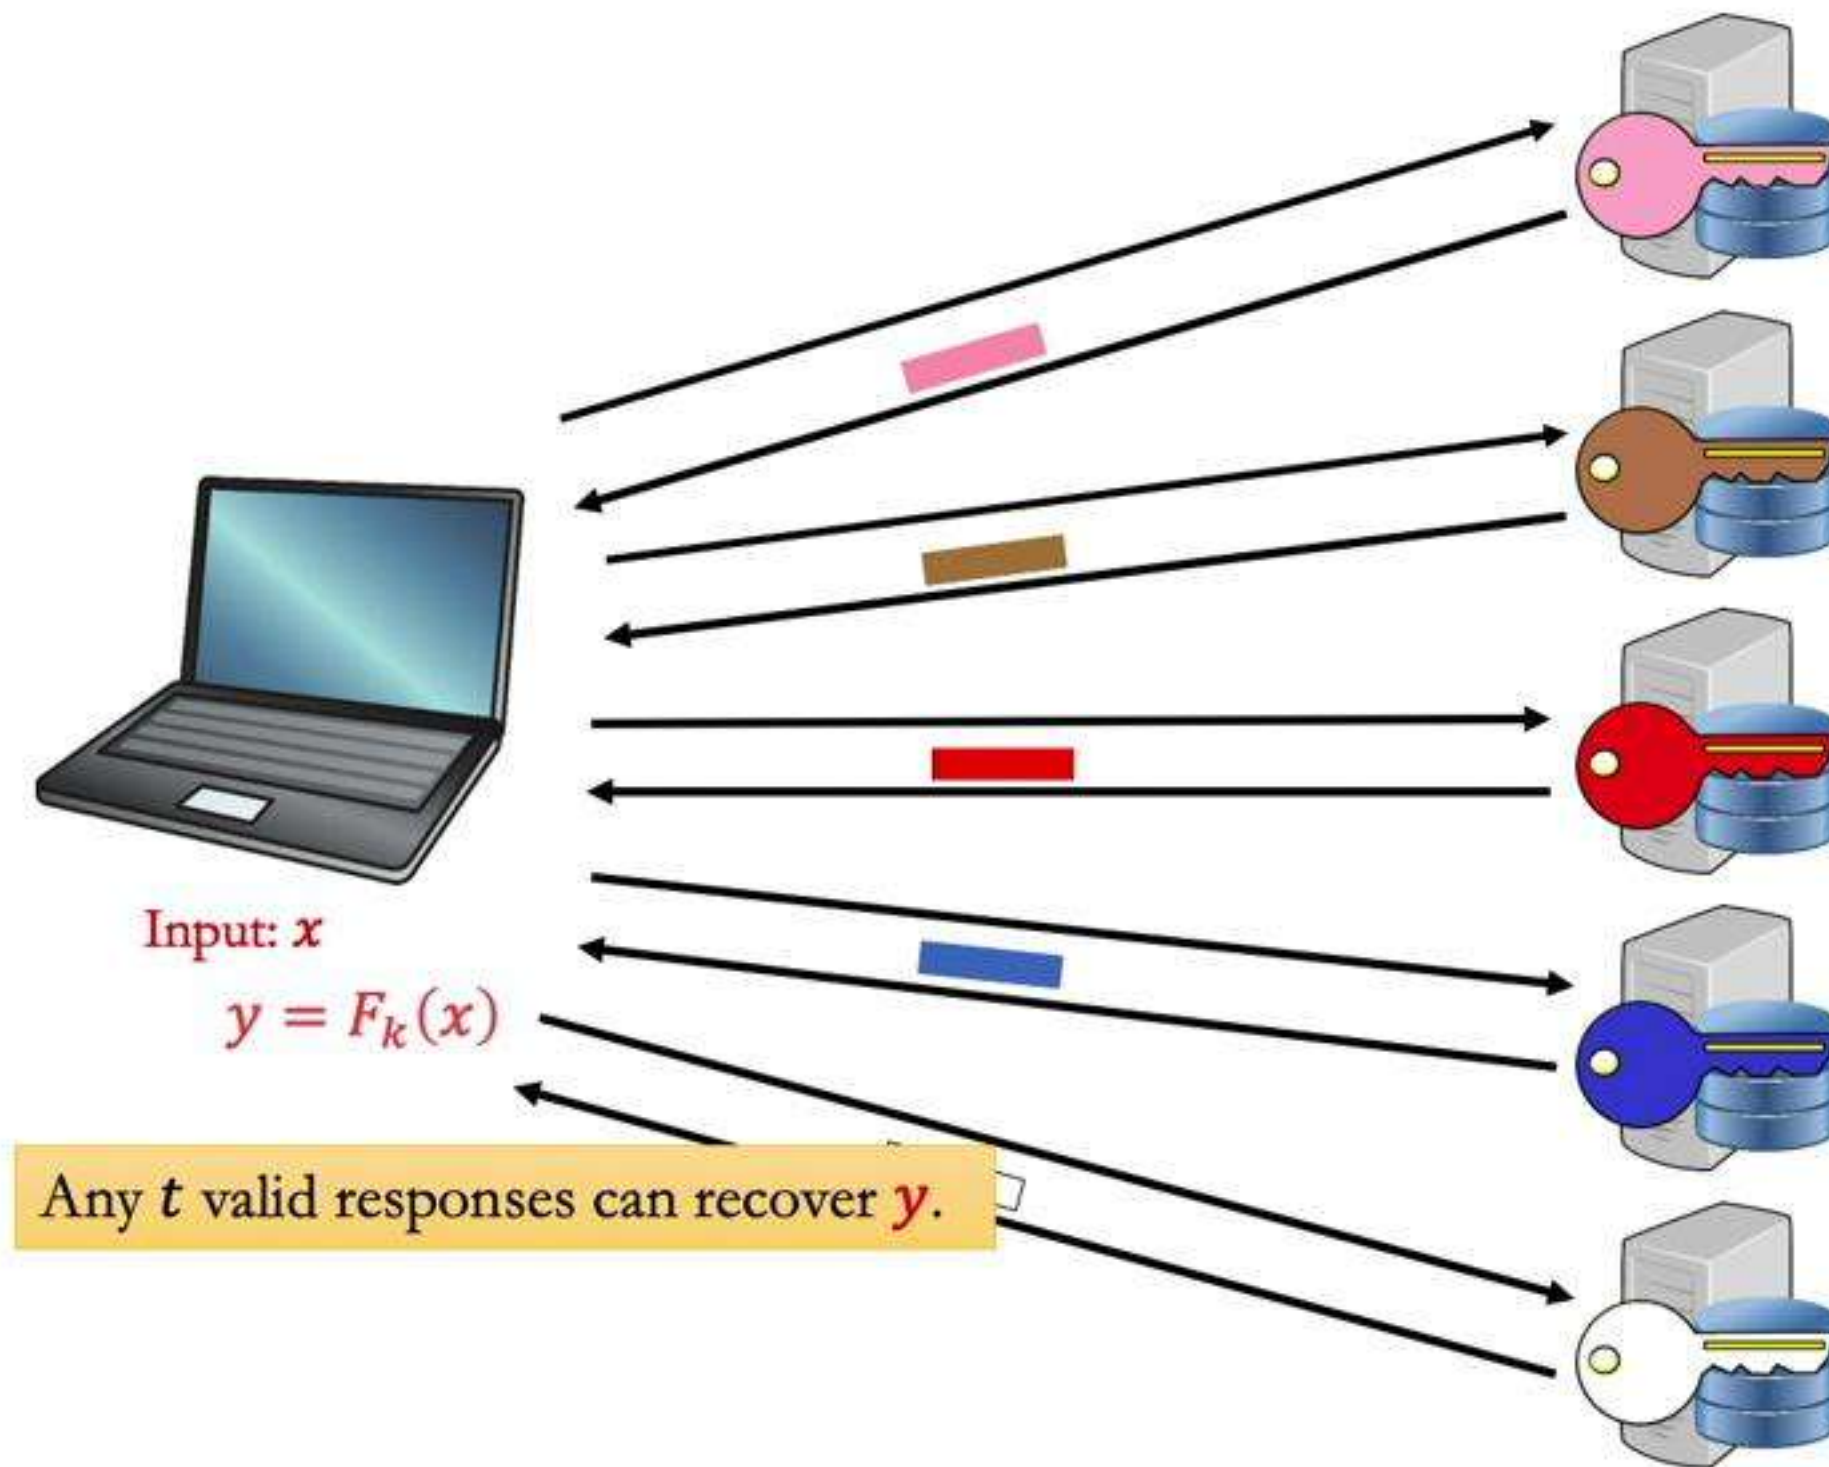 Input: x
y = F_k(x)
Any t valid responses can recover y.